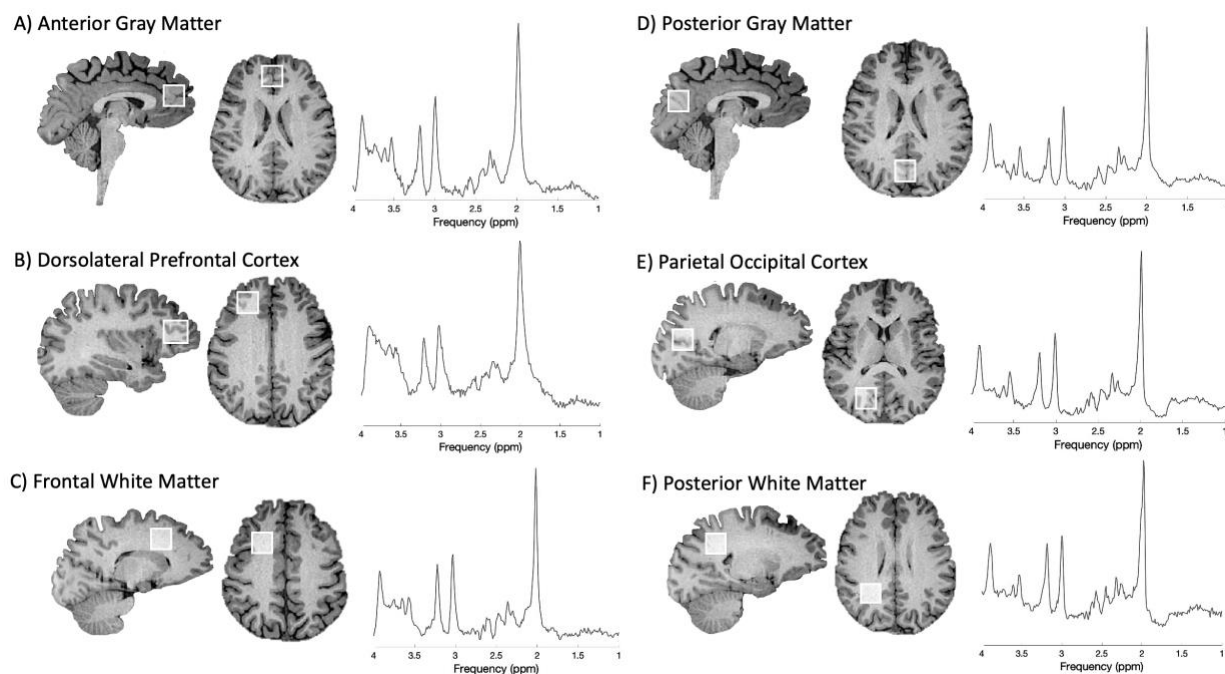 A) Anterior Gray Matter
4 3.5 3 2.5 2 1.5 1
Frequency (ppm)
B) Dorsolateral Prefrontal Cortex
4 3.5 3 2.5 2 1.5 1
Frequency (ppm)
C) Frontal White Matter
4 3.5 3 2.5 2 1.5 1
Frequency (ppm)
D) Posterior Gray Matter
4 3.5 3 2.5 2 1.5 1
Frequency (ppm)
E) Parietal Occipital Cortex
4 3.5 3 2.5 2 1.5 1
Frequency (ppm)
F) Posterior White Matter
4 3.5 3 2.5 2 1.5 1
Frequency (ppm)